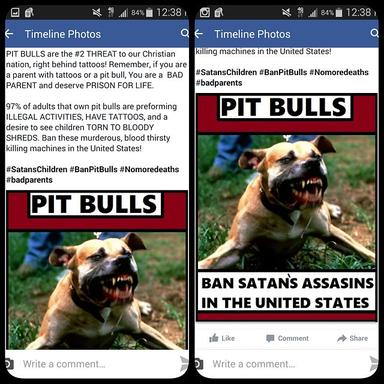 84% 12:38
Timeline Photos
PIT BULLS are the #2 THREAT to our Christian
nation, right behind tattoos! Remember, if you are
a parent with tattoos or a pit bull, You are a BAD
PARENT and deserve PRISON FOR LIFE.
97% of adults that own pit bulls are preforming
ILLEGAL ACTIVITIES, HAVE TATTOOS, and a
desire to see children TORN TO BLOODY
SHREDS. Ban these murderous, blood thirsty
killing machines in the United States!
#SatansChildren #BanPitBulls #Nomoredeaths
#badparents
PIT BULLS
Write a comment...
84% 12:38
Timeline Photos
killing machines in the United States!
#SatansChildren #BanPitBulls #Nomoredeaths
#badparents
PIT BULLS
BAN SATAN'S ASSASINS
IN THE UNITED STATES
Like Comment Share
Write a comment...